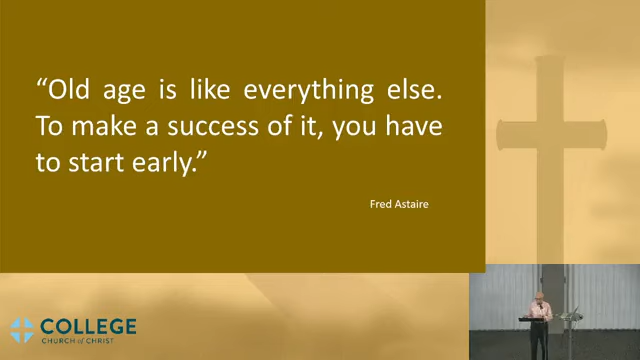 “Old age is like everything else.
To make a success of it, you have
to start early.”
Fred Astaire
COLLEGE
CHURCH of CHRIST